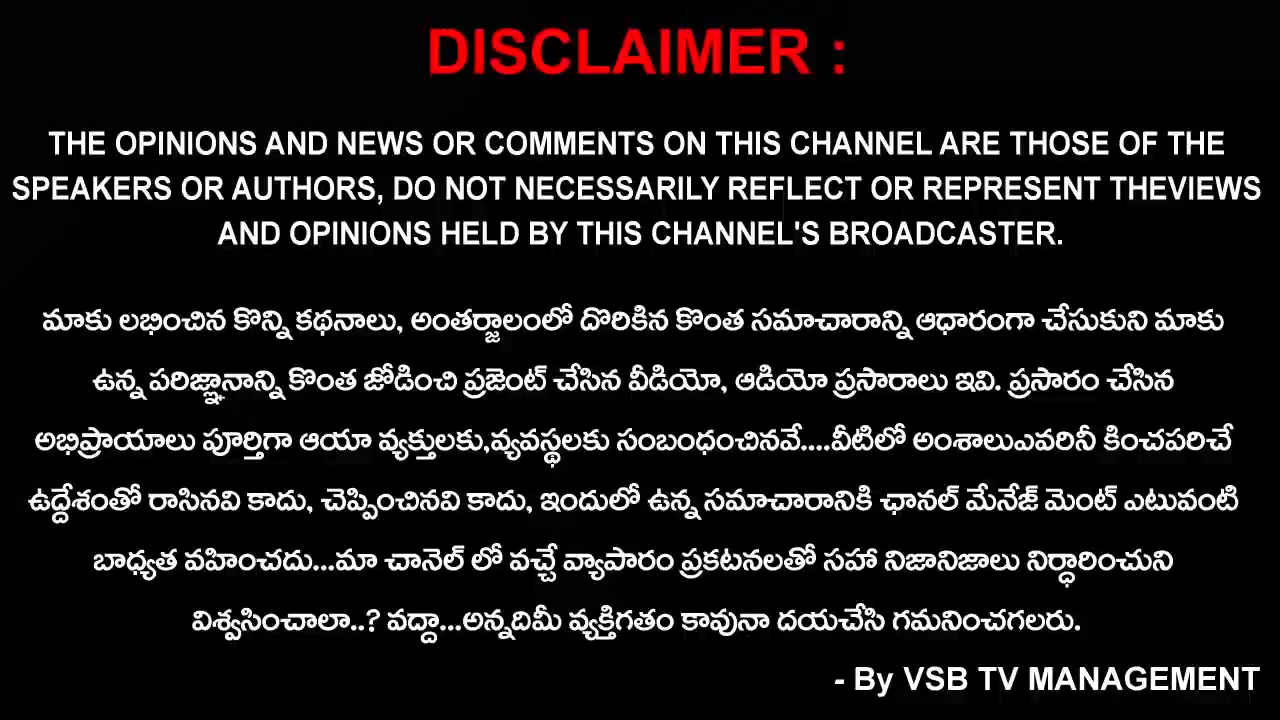 DISCLAIMER :
THE OPINIONS AND NEWS OR COMMENTS ON THIS CHANNEL ARE THOSE OF THE
SPEAKERS OR AUTHORS, DO NOT NECESSARILY REFLECT OR REPRESENT THEVIEWS
AND OPINIONS HELD BY THIS CHANNEL'S BROADCASTER.
మాకు లభించిన కొన్ని కథనాలు, అంతర్జాలంలో దొరికిన కొంత సమాచారాన్ని ఆధారంగా చేసుకుని మాకు
ఉన్న పరిజ్ఞానాన్ని కొంత జోడించి ప్రజెంట్ చేసిన వీడియో, ఆడియో ప్రసారాలు ఇవి. ప్రసారం చేసిన
అభిప్రాయాలు పూర్తిగా ఆయా వ్యక్తులకు,వ్యవస్థలకు సంబంధంచినవే....వీటిలో అంశాలుఎవరినీ కించపరిచే
ఉద్దేశంతో రాసినవి కాదు, చెప్పించినవి కాదు, ఇందులో ఉన్న సమాచారానికి ఛానల్ మేనేజ్ మెంట్ ఎటువంటి
బాధ్యత వహించదు...మా చానెల్ లో వచ్చే వ్యాపారం ప్రకటనలతో సహా నిజానిజాలు నిర్ధారించుని
విశ్వసించాలా..? వద్దా...అన్నదిమీ వ్యక్తిగతం కావునా దయచేసి గమనించగలరు.
- By VSB TV MANAGEMENT